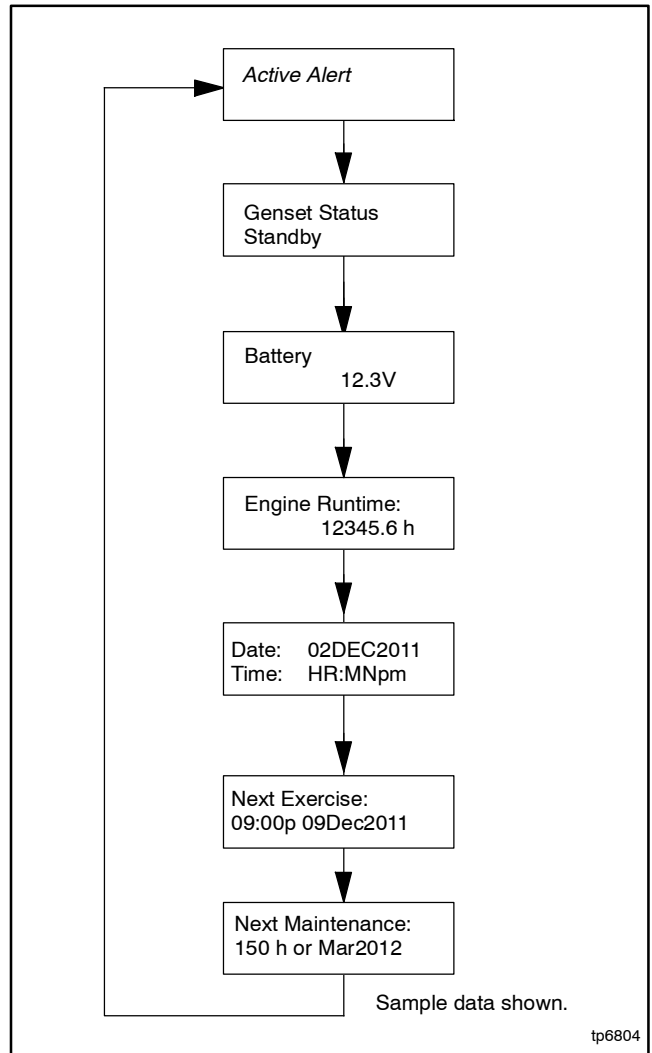 Active Alert
Genset Status
Standby
Battery
12.3V
Engine Runtime:
12345.6 h
Date: 02DEC2011
Time: HR:MNpm
Next Exercise:
09:00p 09Dec2011
Next Maintenance:
150 h or Mar2012
Sample data shown.
tp6804